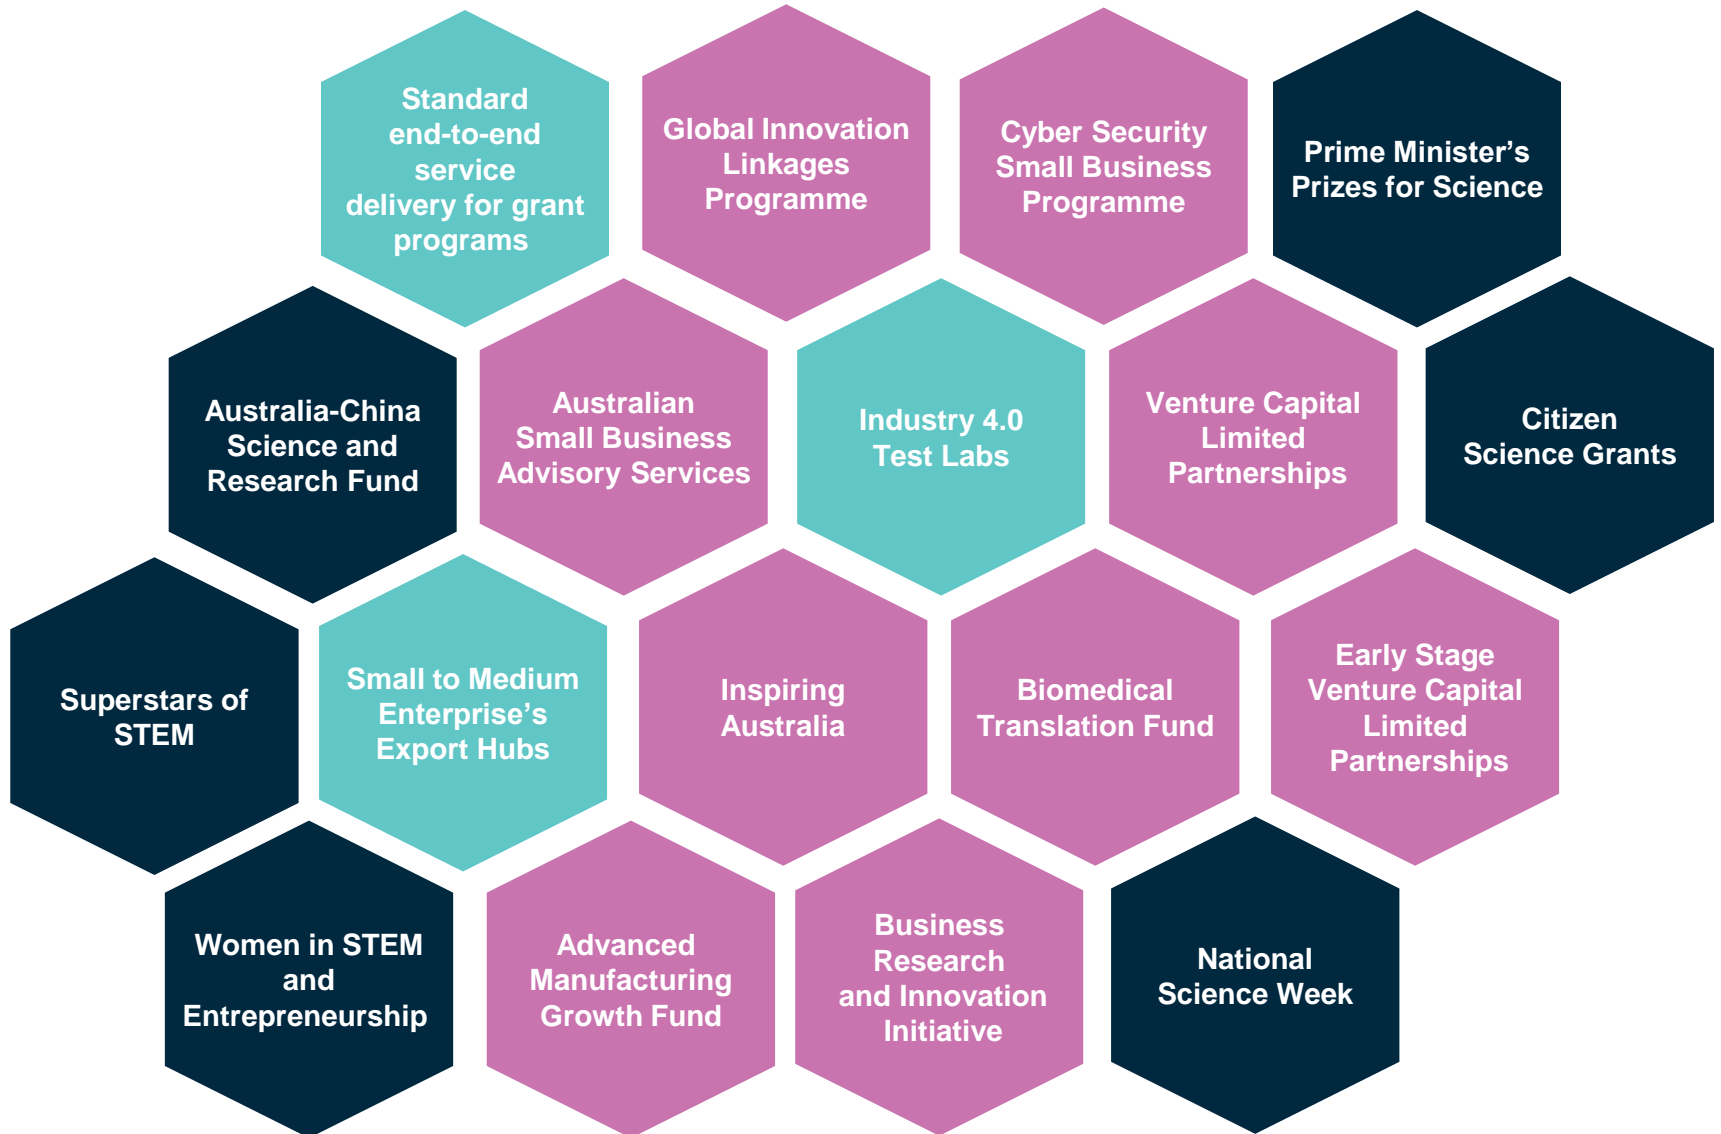 Standard
end-to-end
service
delivery for grant
programs
Global Innovation
Linkages
Programme
Cyber Security
Small Business
Programme
Prime Minister’s
Prizes for Science
Australia-China
Science and
Research Fund
Australian
Small Business
Advisory Services
Industry 4.0
Test Labs
Venture Capital
Limited
Partnerships
Citizen
Science Grants
Superstars of
STEM
Small to Medium
Enterprise’s
Export Hubs
Inspiring
Australia
Biomedical
Translation Fund
Early Stage
Venture Capital
Limited
Partnerships
Women in STEM
and
Entrepreneurship
Advanced
Manufacturing
Growth Fund
Business
Research
and Innovation
Initiative
National
Science Week